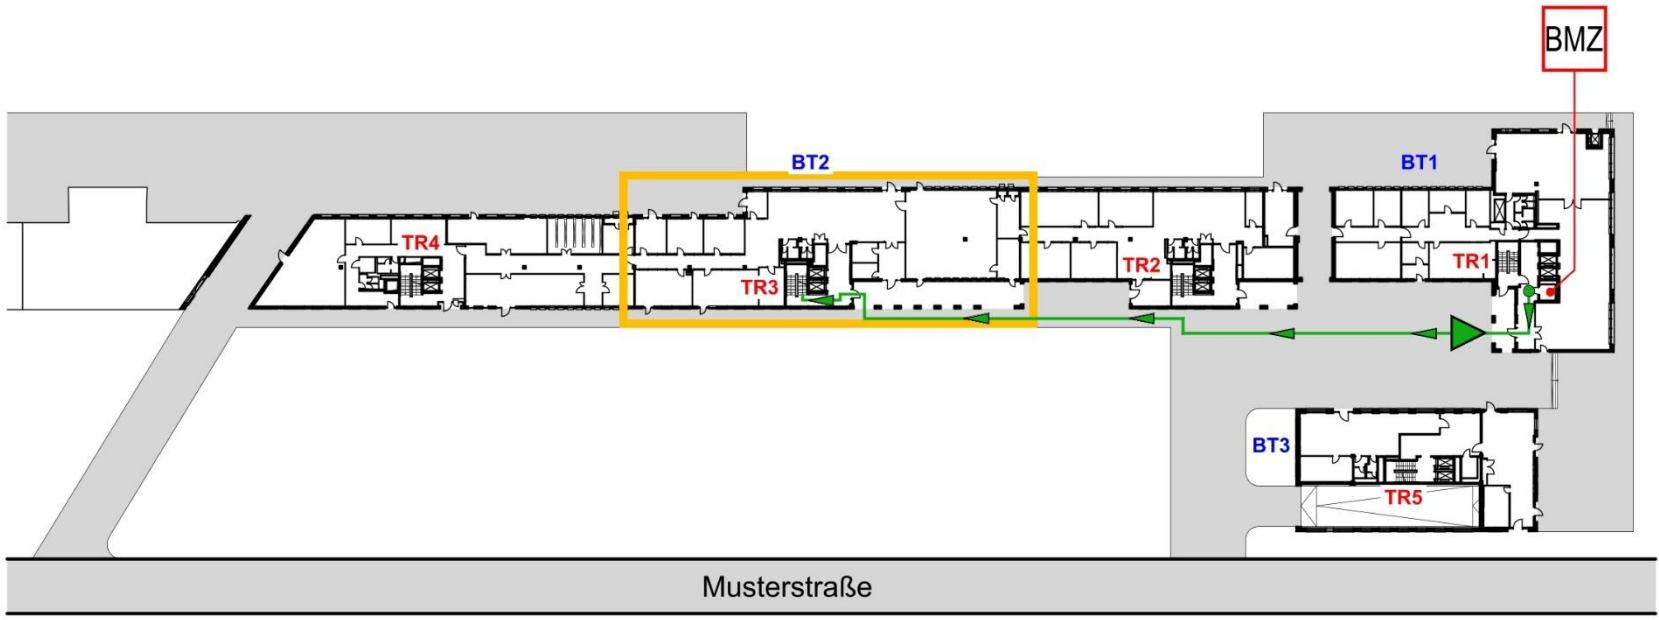 BMZ
BT2
BT1
TR4
TR3
TR2
TR1
BT3
TR5
Musterstraße